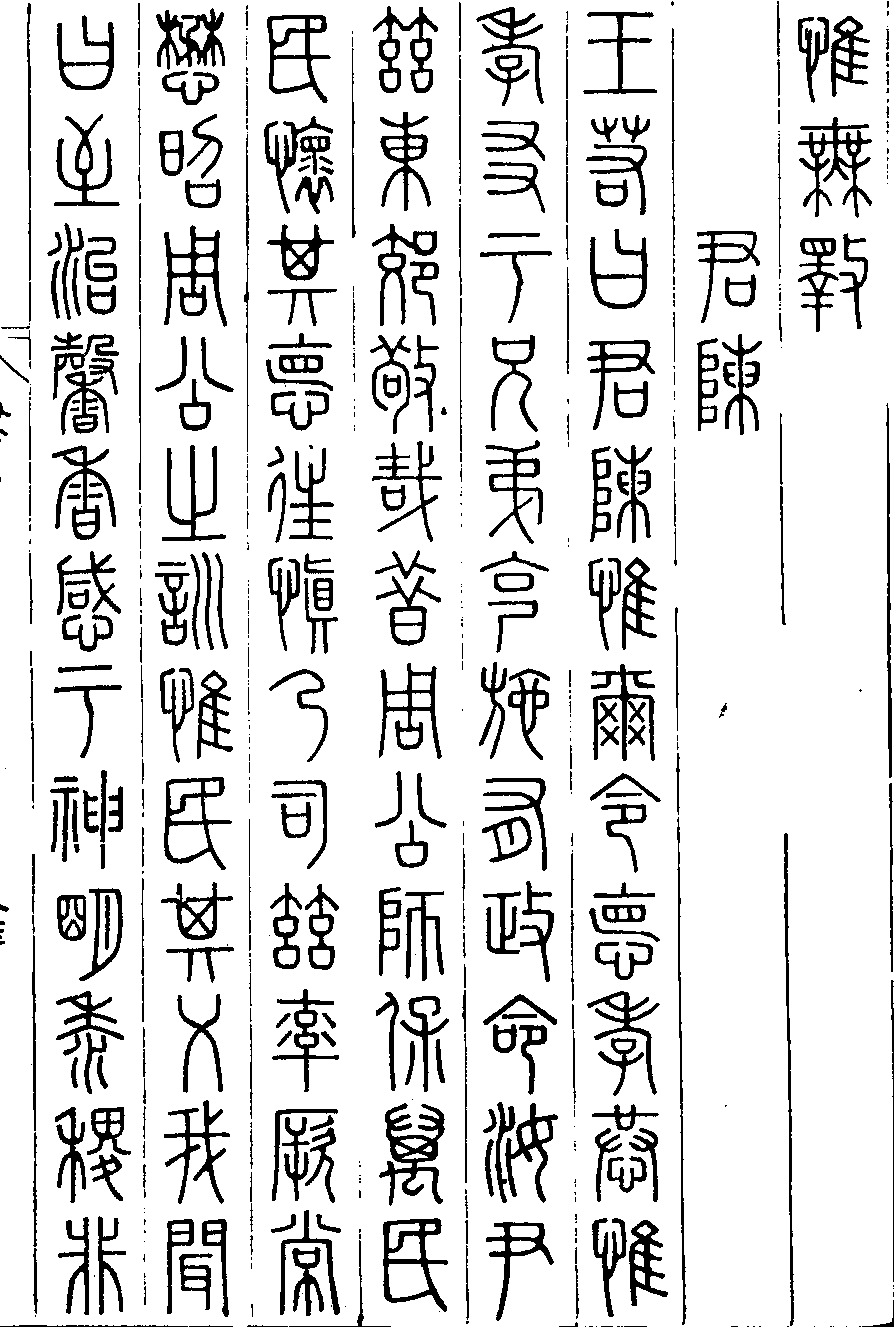 惟無斁
君陳
王若曰君陳惟爾令德孝恭惟
孝友于兄弟克施有政命汝尹
茲東郊敬哉昔周公師保萬民
民懷其德往慎乃司茲率厥常
懋昭周公之訓惟民其乂我聞
曰至治馨香感于神明黍稷非